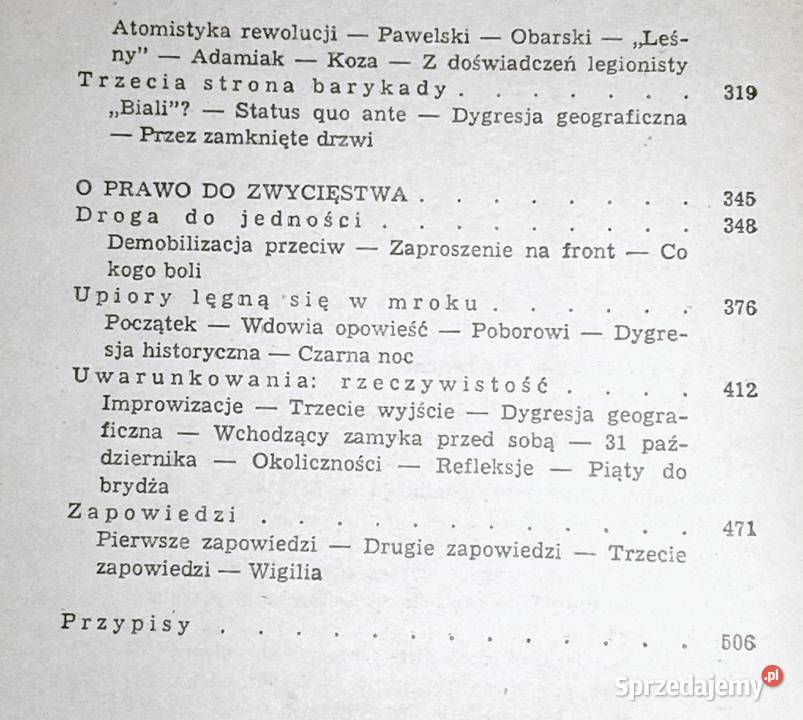 Atomistyka rewolucji — Pawelski — Obarski — „Leś-
ny” — Adamiak — Koza — Z doświadczeń legionisty
Trzecia strona barykady . . . . . . . 319
„Biali”? — Status quo ante — Dygresja geograficzna
— Przez zamknięte drzwi
O PRAWO DO ZWYCIĘSTWA . . . . . . . . 345
Droga do jedności . . . . . . . . . 348
Demobilizacja przeciw — Zaproszenie na front — Co
kogo boli
Upiory lęgną się w mroku . . . . . . 376
Początek — Wdowia opowieść — Poborowi — Dygre-
sja historyczna — Czarna noc
Uwarunkowania: rzeczywistość . . . . 412
Improwizacje — Trzecie wyjście — Dygresja geogra-
ficzna — Wchodzący zamyka przed sobą — 31 paź-
dziernika — Okoliczności — Refleksje — Piąty do
brydża
Zapowiedzi . . . . . . . . . . . . 471
Pierwsze zapowiedzi — Drugie zapowiedzi — Trzecie
zapowiedzi — Wigilia
Przypisy . . . . . . . . . . . . . 506
Sprzedajemy.pl